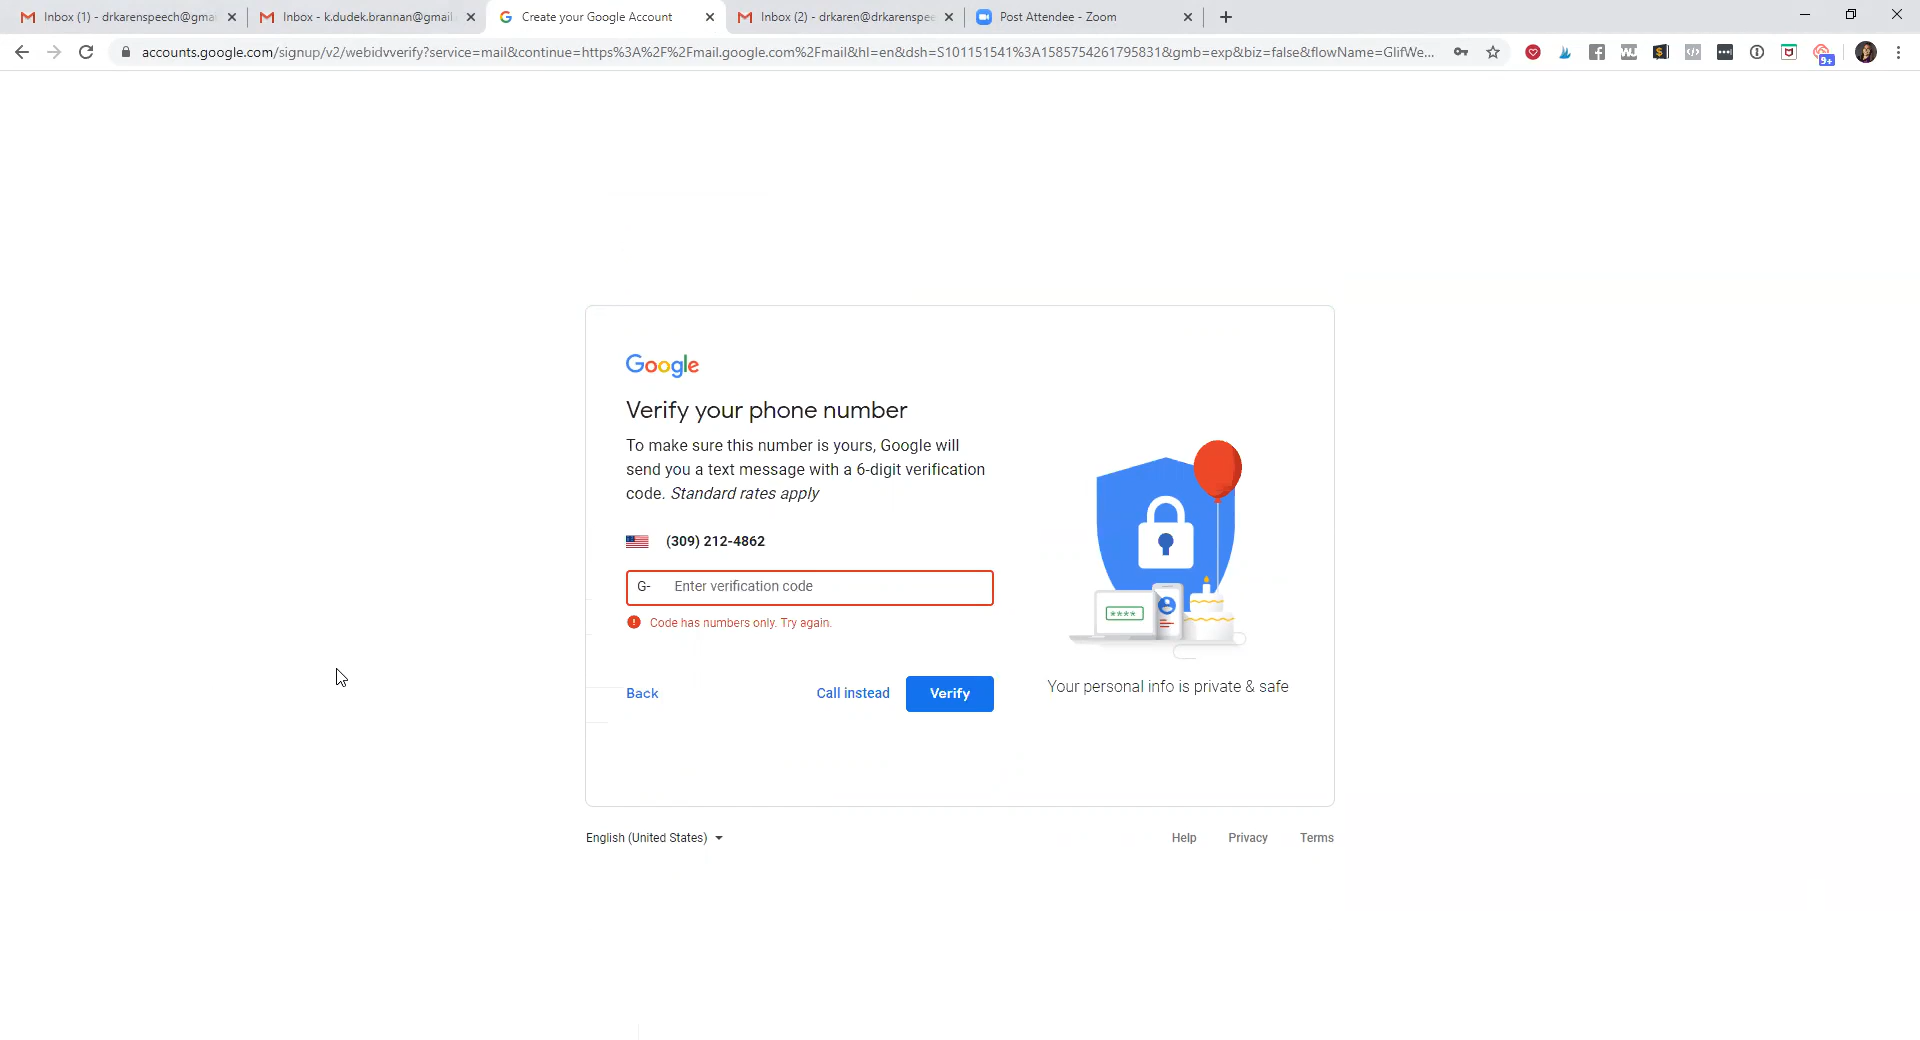 Inbox (1) - drkarenspeech@gmai
Inbox - k.dudek.brannan@gmail.
Create your Google Account
Inbox (2) - drkaren@drkarenspee
Post Attendee - Zoom
accounts.google.com/signup/v2/webidvverify?service=mail&continue=https%3A%2F%2Fmail.google.com%2Fmail&hl=en&dsh=S101151541%3A1585754261795831&gmb=exp&biz=false&flowName=GlifWe...
9+
Google
Verify your phone number
To make sure this number is yours, Google will
send you a text message with a 6-digit verification
code. Standard rates apply
(309) 212-4862
G- Enter verification code
Code has numbers only. Try again.
Back
Call instead
Verify
****
Your personal info is private & safe
English (United States)
Help
Privacy
Terms